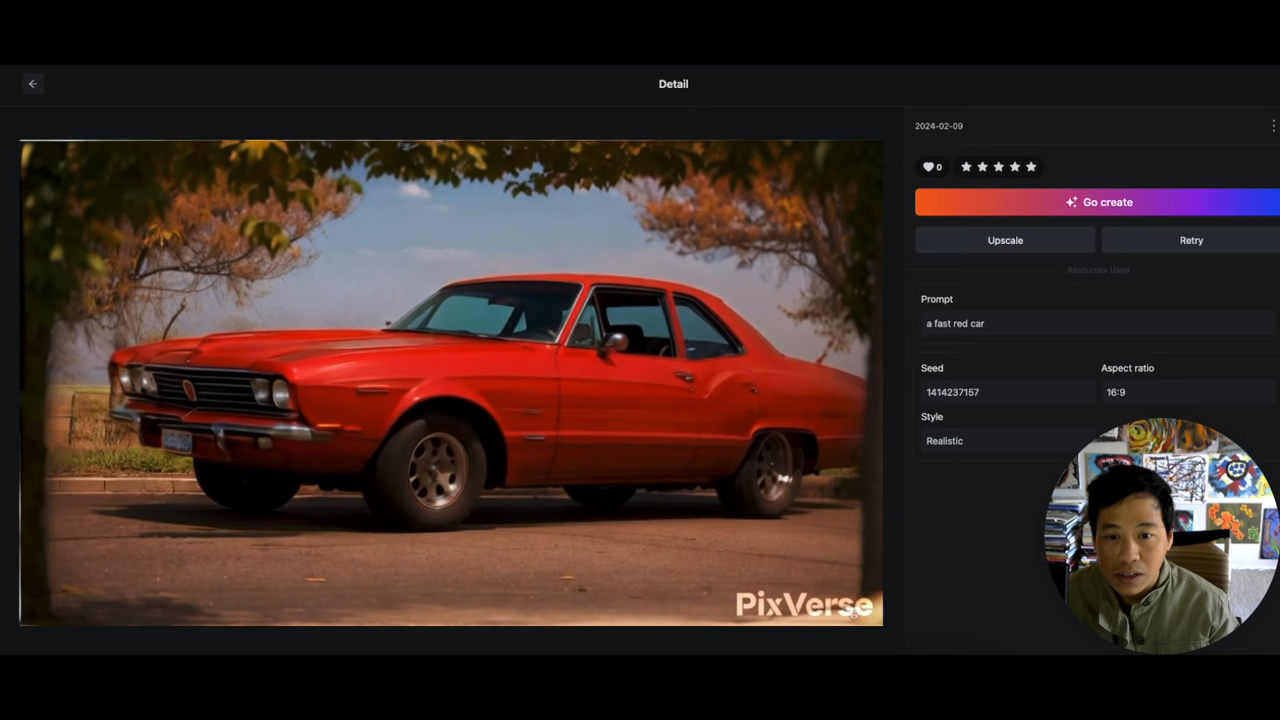 Detail
2024-02-09
0
Go create
Upscale
Retry
Resources Used
Prompt
a fast red car
Seed
Aspect ratio
1414237157
16:9
Style
Realistic
PixVerse